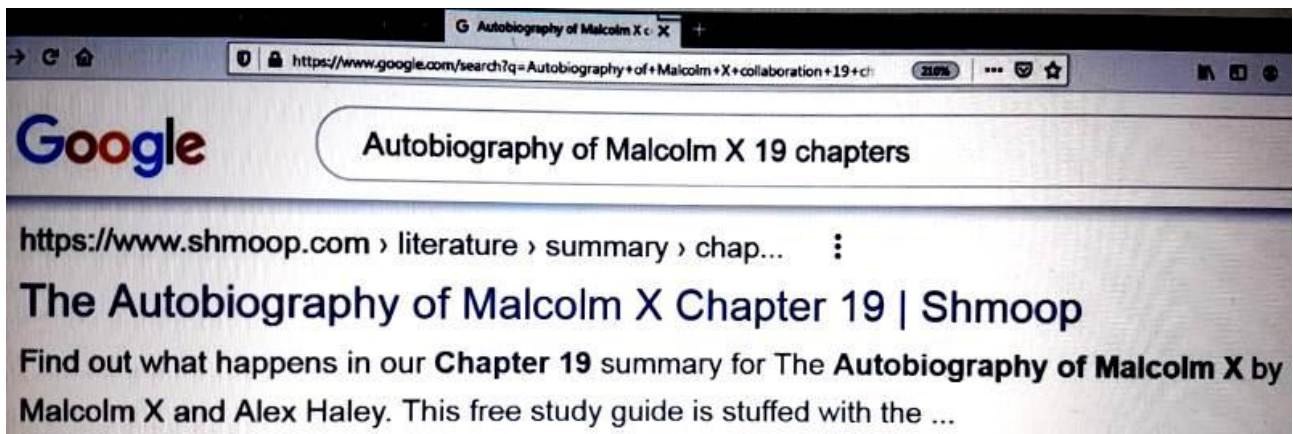 G Autobiography of Malcolm X c
https://www.google.com/search?q=Autobiography+of+Malcolm+X+collaboration+19+ch 210% ...
Google Autobiography of Malcolm X 19 chapters
https://www.shmoop.com › literature › summary › chap...
The Autobiography of Malcolm X Chapter 19 | Shmoop
Find out what happens in our Chapter 19 summary for The Autobiography of Malcolm X by
Malcolm X and Alex Haley. This free study guide is stuffed with the ...